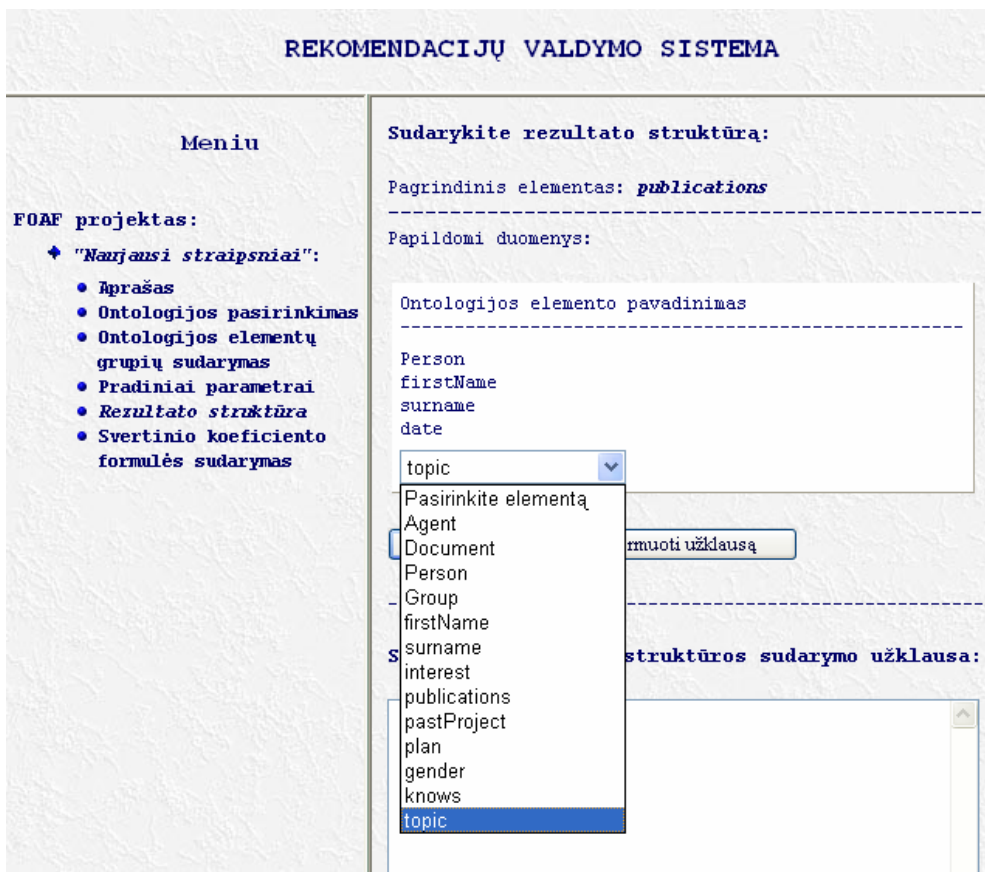 REKOMENDACIJŲ VALDYMO SISTEMA
Meniu
FOAF projektas:
"Naujausi straipsniai":
Aprašas
Ontologijos pasirinkimas
Ontologijos elementų
grupių sudarymas
Pradiniai parametrai
Rezultato struktūra
Svertinio koeficiento
formulės sudarymas
Sudarykite rezultato struktūrą:
Pagrindinis elementas: publications
Papildomi duomenys:
Ontologijos elemento pavadinimas
Person
firstName
surname
date
topic
Pasirinkite elementą
Agent
Document
Person
Group
firstName
surname
interest
publications
pastProject
plan
gender
knows
topic
užklausą
struktūros sudarymo užklausa: